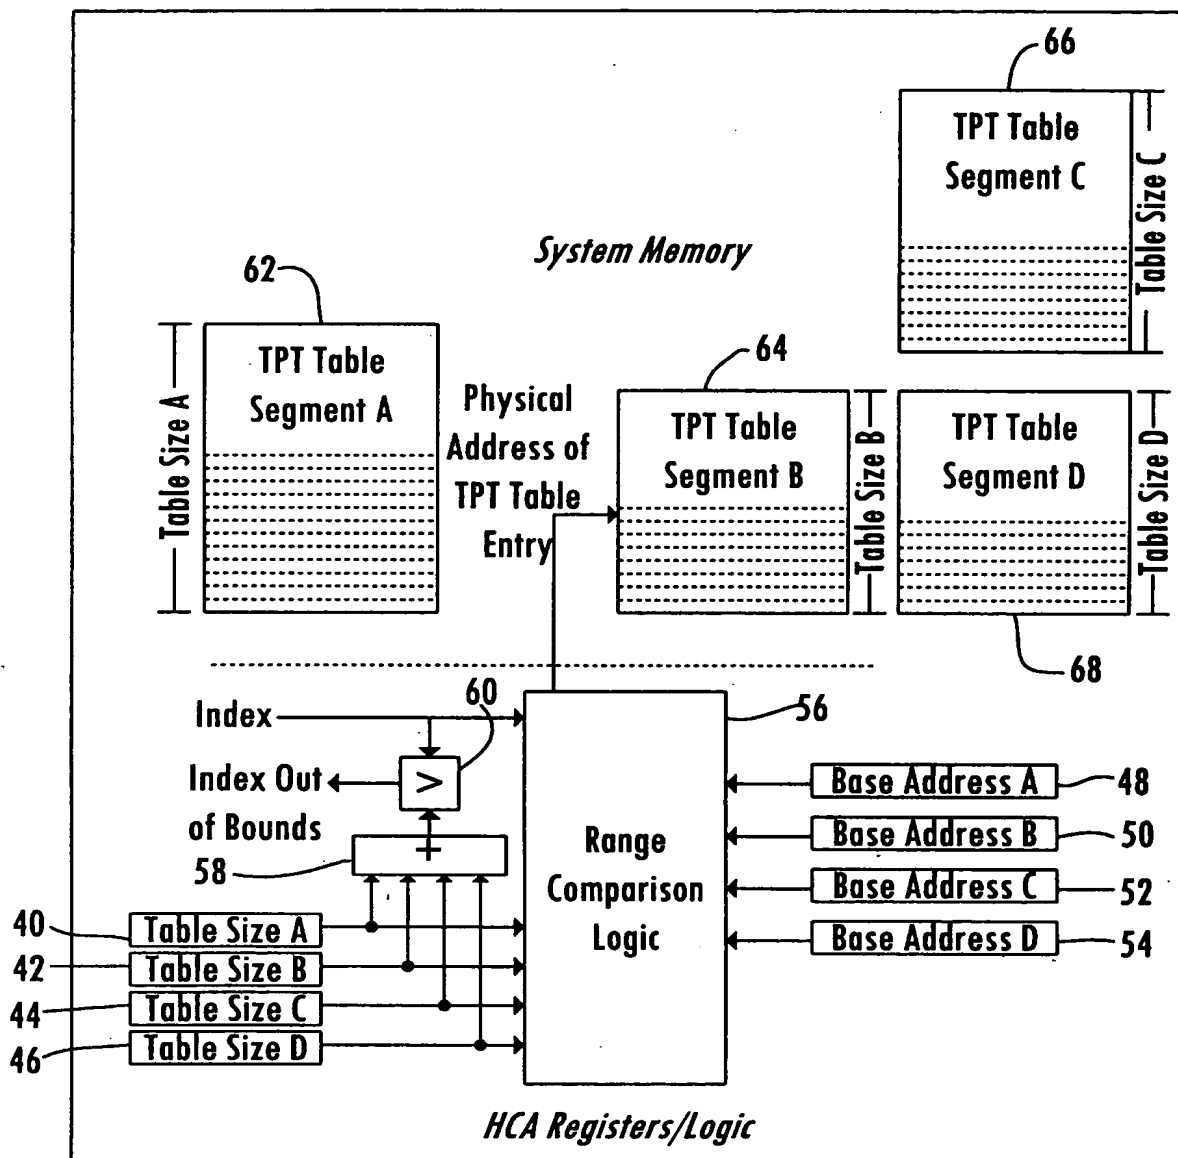 66
TPT Table
Segment C
Table Size C
System Memory
62
TPT Table
Segment A
Table Size A
Physical
Address of
TPT Table
Entry
64
TPT Table
Segment B
Table Size B
TPT Table
Segment D
Table Size D
68
60
56
Index
>
Index Out
of Bounds
58
+
Range
Comparison
Logic
Base Address A
48
Base Address B
50
Base Address C
52
Base Address D
54
40
Table Size A
42
Table Size B
44
Table Size C
46
Table Size D
HCA Registers/Logic